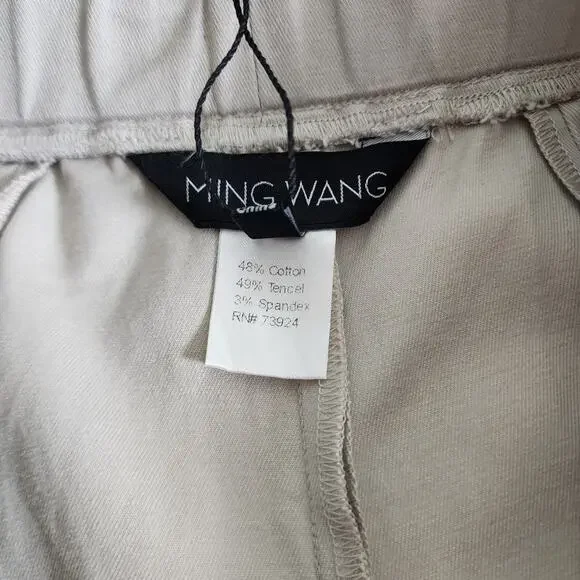 MING WANG
48% Cotton
49% Tencel
3% Spandex
RN# 73924